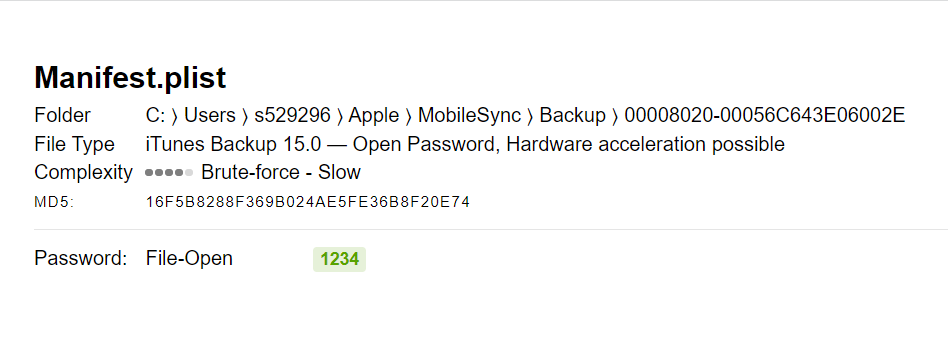 Manifest.plist
Folder C: ⟩ Users ⟩ s529296 ⟩ Apple ⟩ MobileSync ⟩ Backup ⟩ 00008020-00056C643E06002E
File Type iTunes Backup 15.0 — Open Password, Hardware acceleration possible
Complexity Brute-force - Slow
MD5: 16F5B8288F369B024AE5FE36B8F20E74
Password: File-Open 1234